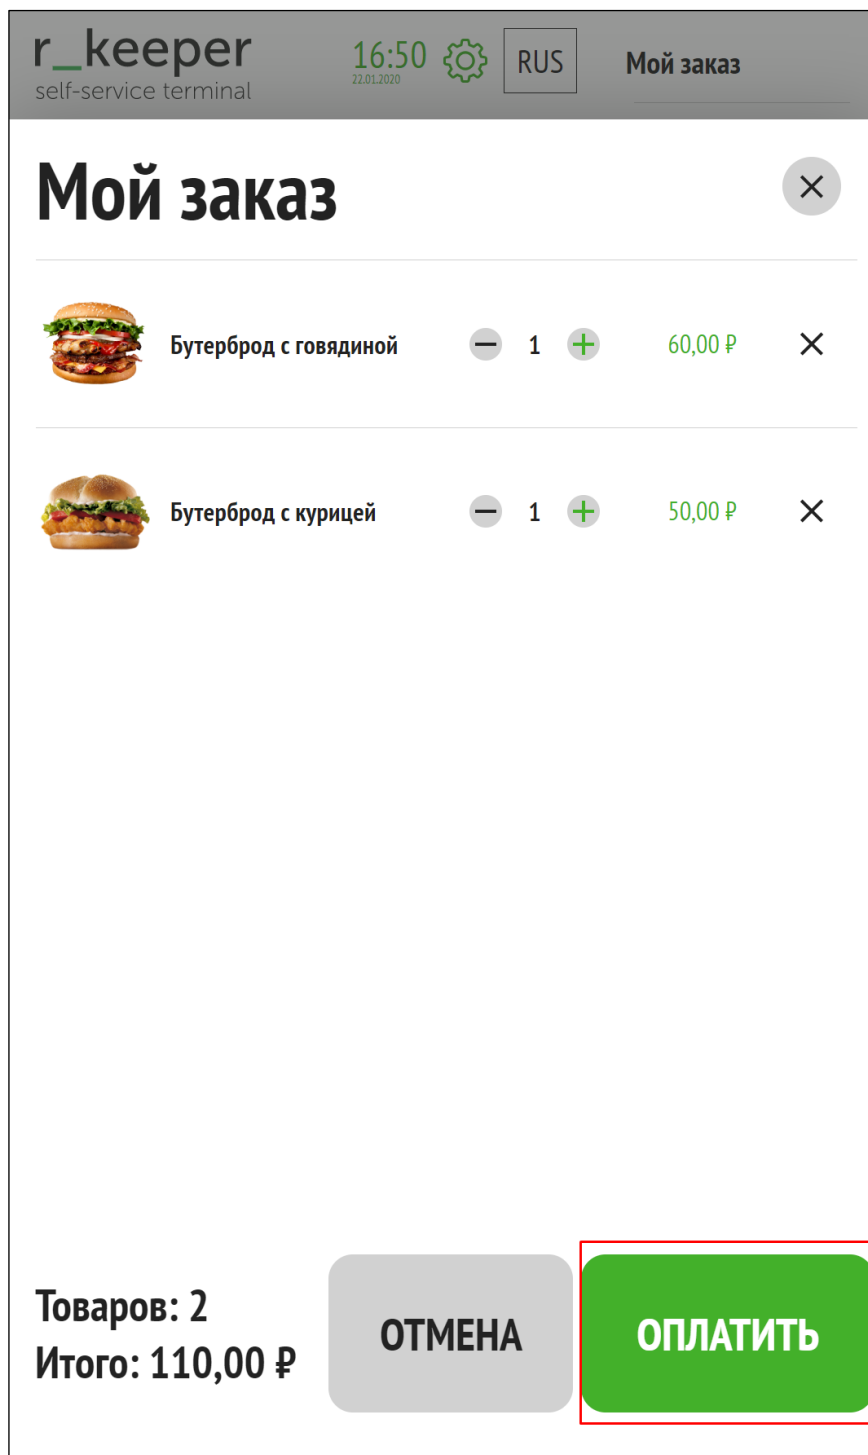 r_keeper
self-service terminal
16:50
22.01.2020
RUS
Мой заказ
Мой заказ
Бутерброд с говядиной 1 60,00 ₽
Бутерброд с курицей 1 50,00 ₽
Товаров: 2
Итого: 110,00 ₽
ОТМЕНА
ОПЛАТИТЬ